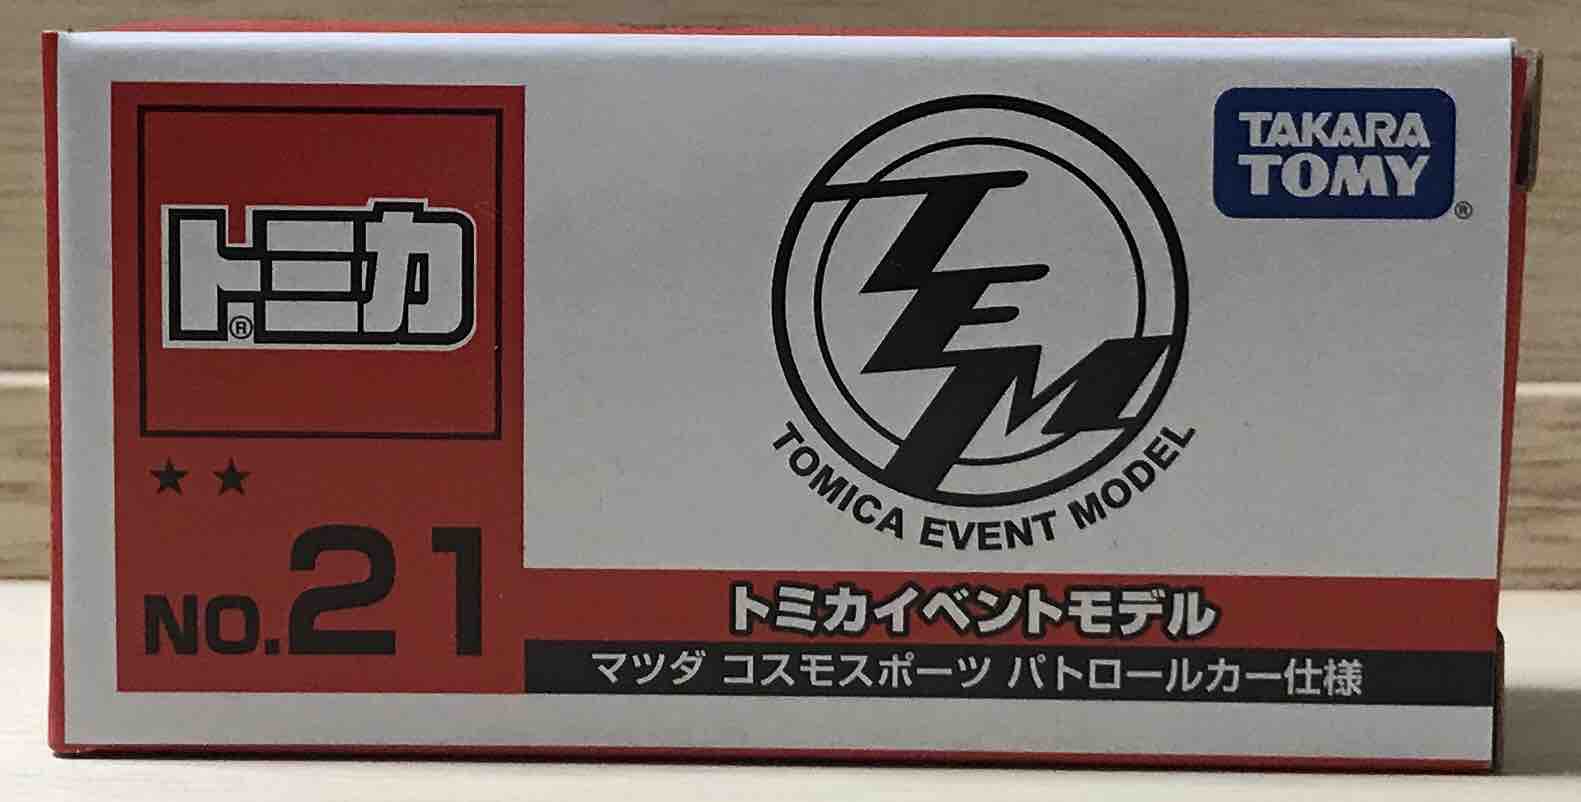 トミカ®
★★
NO.21
TEM
TOMICA EVENT MODEL
TAKARA
TOMY®
トミカイベントモデル
マツダ コスモスポーツ パトロールカー仕様